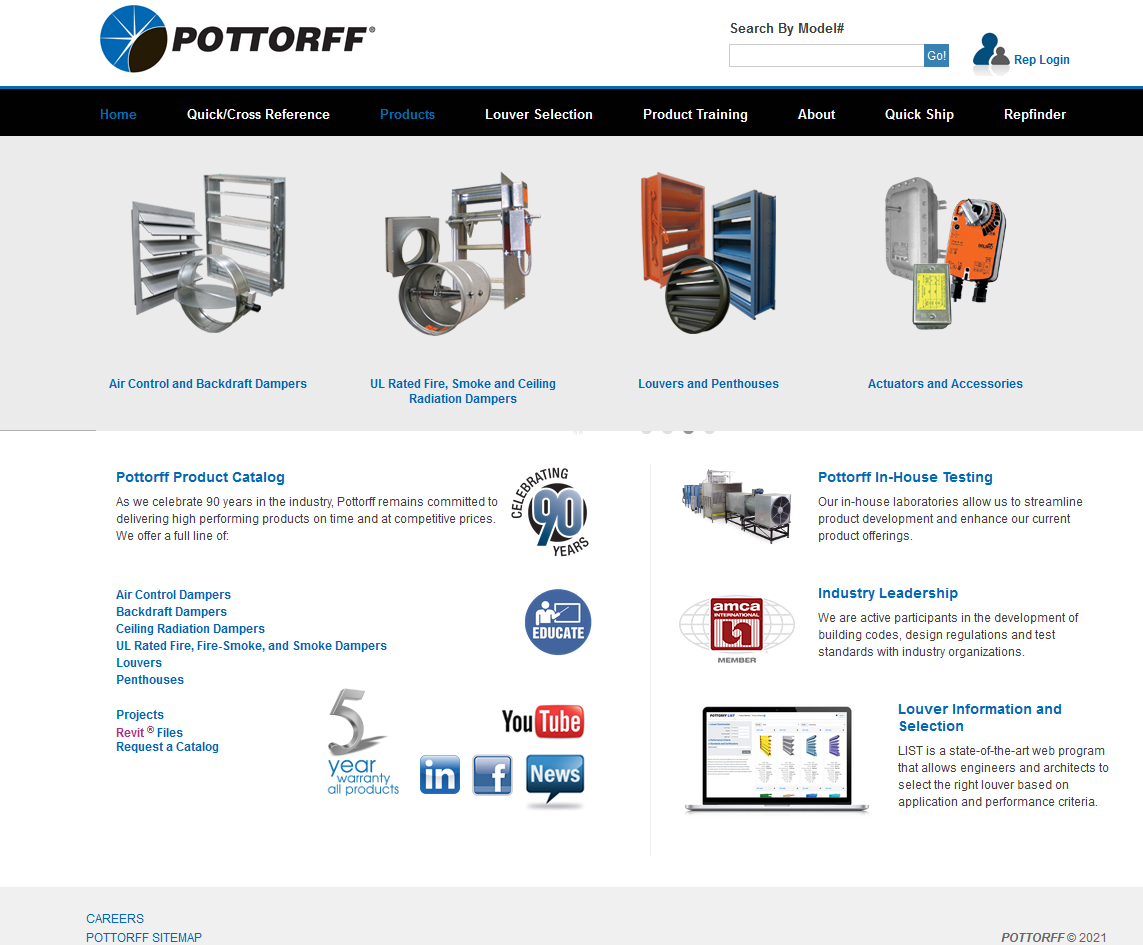 POTTORFF®
Search By Model#
Go!
Rep Login
Home
Quick/Cross Reference
Products
Louver Selection
Product Training
About
Quick Ship
Repfinder
Air Control and Backdraft Dampers
UL Rated Fire, Smoke and Ceiling
Radiation Dampers
Louvers and Penthouses
Actuators and Accessories
Pottorff Product Catalog
As we celebrate 90 years in the industry, Pottorff remains committed to
delivering high performing products on time and at competitive prices.
We offer a full line of:
CELEBRATING
90
YEARS
Air Control Dampers
Backdraft Dampers
Ceiling Radiation Dampers
UL Rated Fire, Fire-Smoke, and Smoke Dampers
Louvers
Penthouses
EDUCATE
Projects
Revit ® Files
Request a Catalog
5
year
warranty
all products
YouTube
in
f
News
Pottorff In-House Testing
Our in-house laboratories allow us to streamline
product development and enhance our current
product offerings.
amca
INTERNATIONAL
MEMBER
Industry Leadership
We are active participants in the development of
building codes, design regulations and test
standards with industry organizations.
POTTORFF LIST
Louver Information and
Selection
LIST is a state-of-the-art web program
that allows engineers and architects to
select the right louver based on
application and performance criteria.
CAREERS
POTTORFF SITEMAP
POTTORFF © 2021